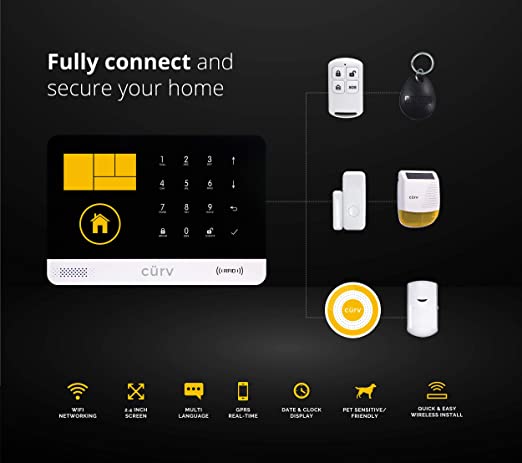 Fully connect and
secure your home
SOS
1 2 3
4 5 6
7 8 9
0
cürv
((RFID))
cürv
cürv
WIFI
NETWORKING
2.4 INCH
SCREEN
MULTI
LANGUAGE
GPRS
REAL-TIME
DATE & CLOCK
DISPLAY
PET SENSITIVE/
FRIENDLY
QUICK & EASY
WIRELESS INSTALL